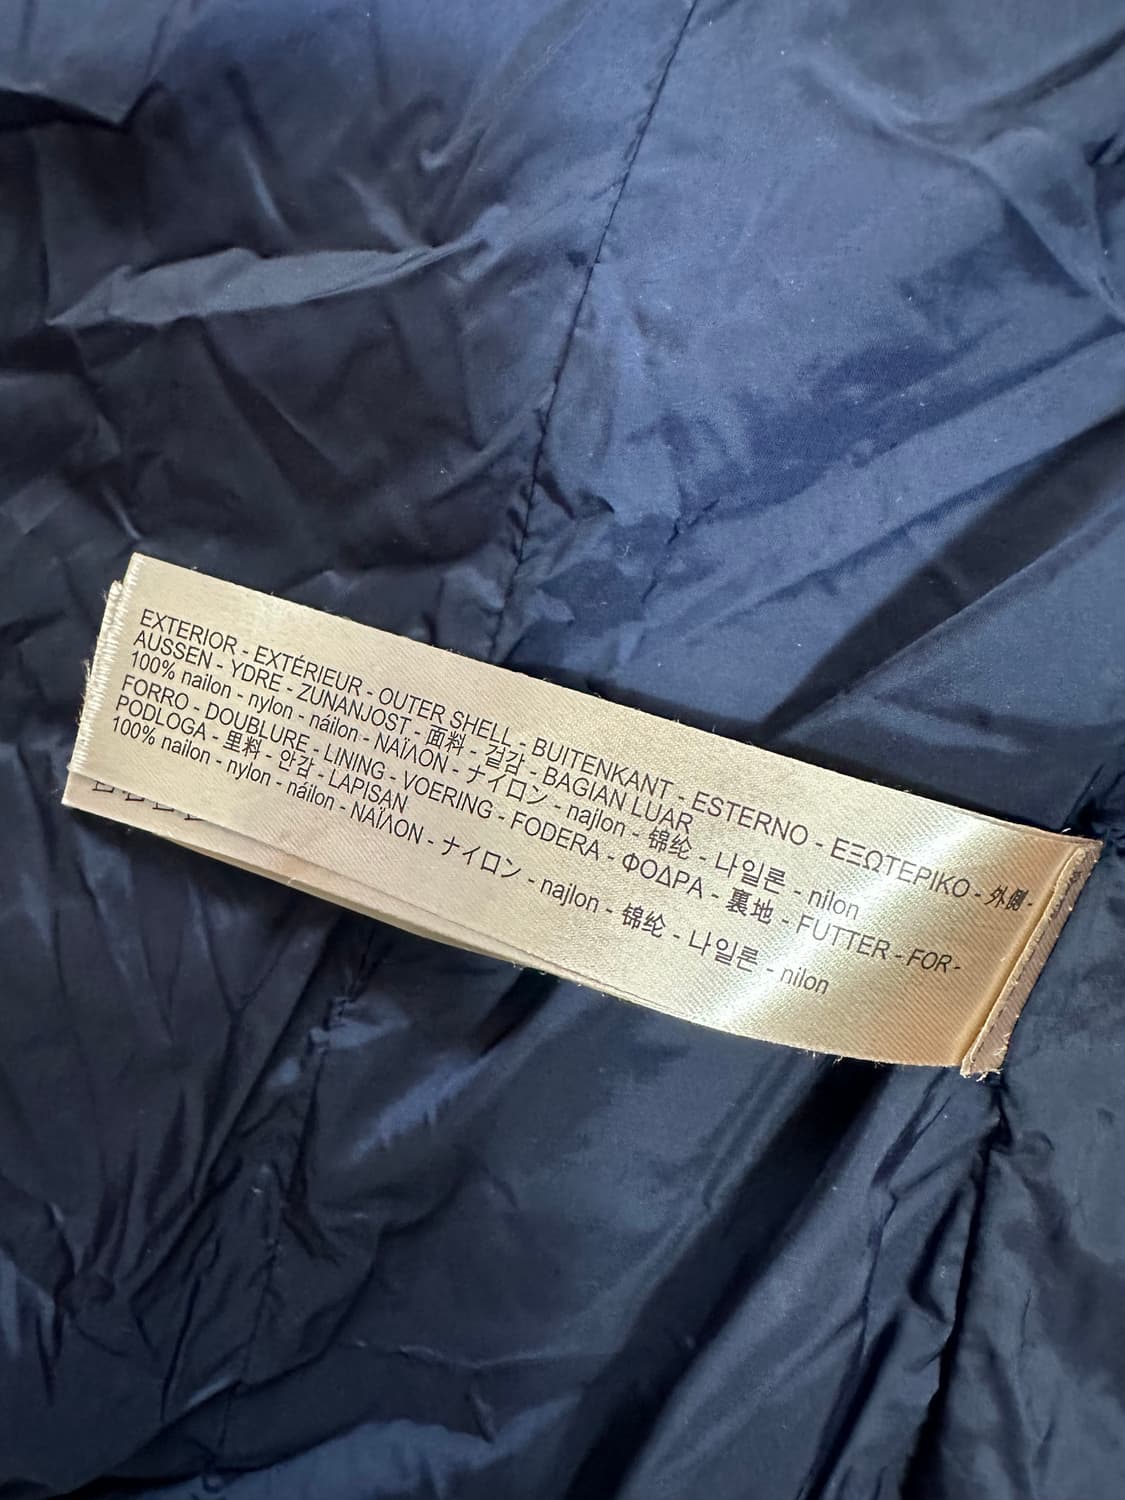 EXTERIOR - EXTÉRIEUR - OUTER SHELL - BUITENKANT - ESTERNO - ΕΞΩΤΕΡΙΚΟ - 外側 -
AUSSEN - YDRE - ZUNANJOST - 面料 - 겉감 - BAGIAN LUAR
100% nailon - nylon - náilon - ΝΑΪΛΟΝ - ナイロン - najlon - 锦纶 - 나일론 - nilon
FORRO - DOUBLURE - LINING - VOERING - FODERA - ΦΟΔΡΑ - 裏地 - FUTTER - FOR -
PODLOGA - 里料 - 안감 - LAPISAN
100% nailon - nylon - náilon - ΝΑΪΛΟΝ - ナイロン - najlon - 锦纶 - 나일론 - nilon